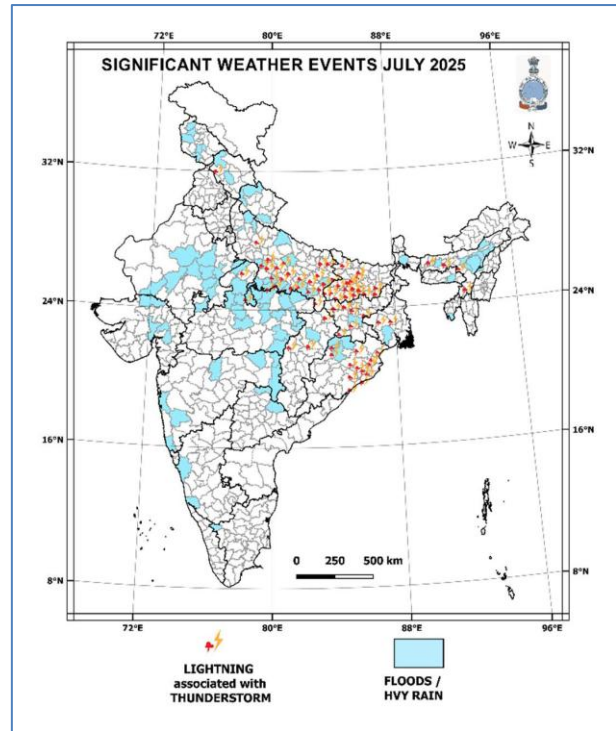 72°E 80°E 88°E 96°E
SIGNIFICANT WEATHER EVENTS JULY 2025
N
W E
S
32°N 32°N
24°N 24°N
16°N 16°N
8°N 8°N
0 250 500 km
72°E 80°E 88°E 96°E
LIGHTNING
associated with
THUNDERSTORM
FLOODS /
HVY RAIN